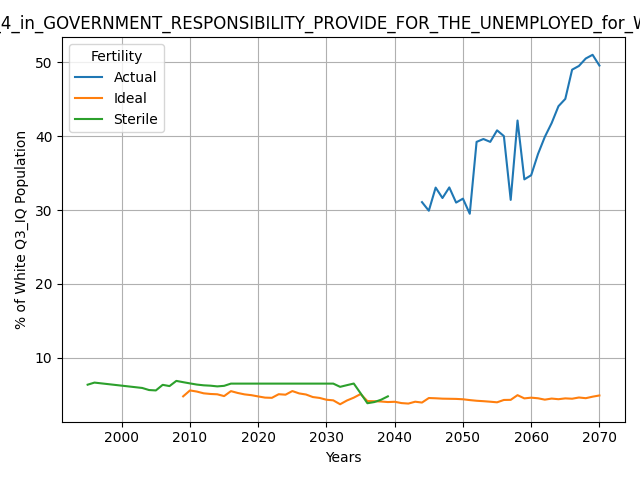 _4_in_GOVERNMENT_RESPONSIBILITY_PROVIDE_FOR_THE_UNEMPLOYED_for_W
Fertility
Actual
Ideal
Sterile
% of White Q3_IQ Population
50
40
30
20
10
2000
2010
2020
2030
2040
2050
2060
2070
Years